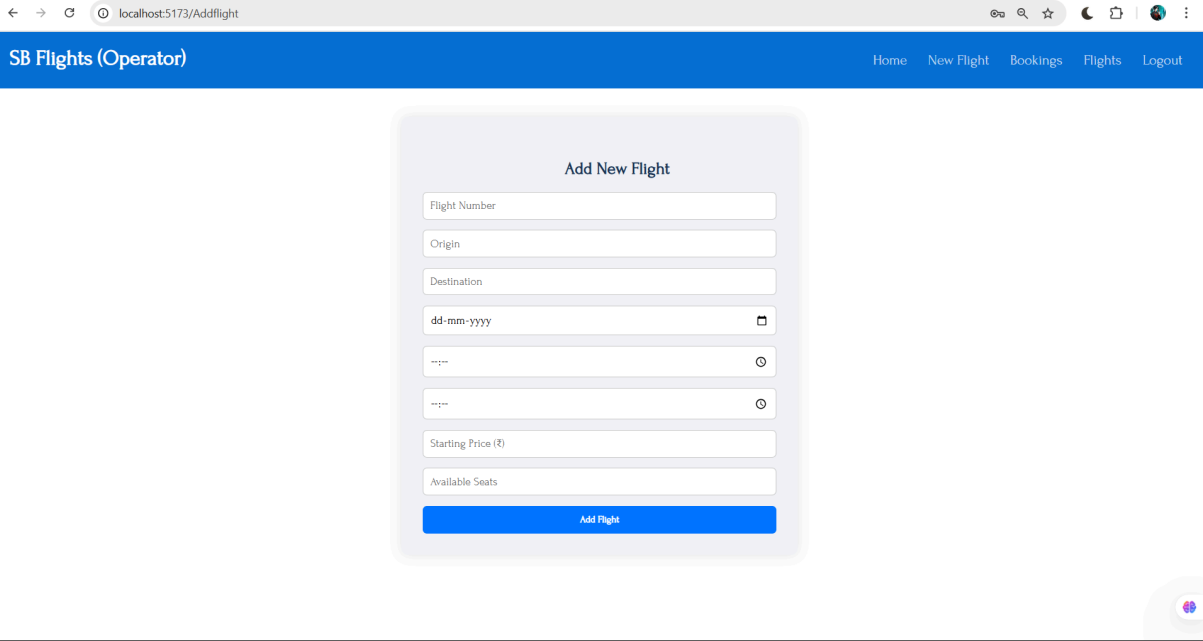 localhost:5173/Addflight
SB Flights (Operator)
Home New Flight Bookings Flights Logout
Add New Flight
Flight Number
Origin
Destination
dd-mm-yyyy
--:--
--:--
Starting Price (₹)
Available Seats
Add Flight